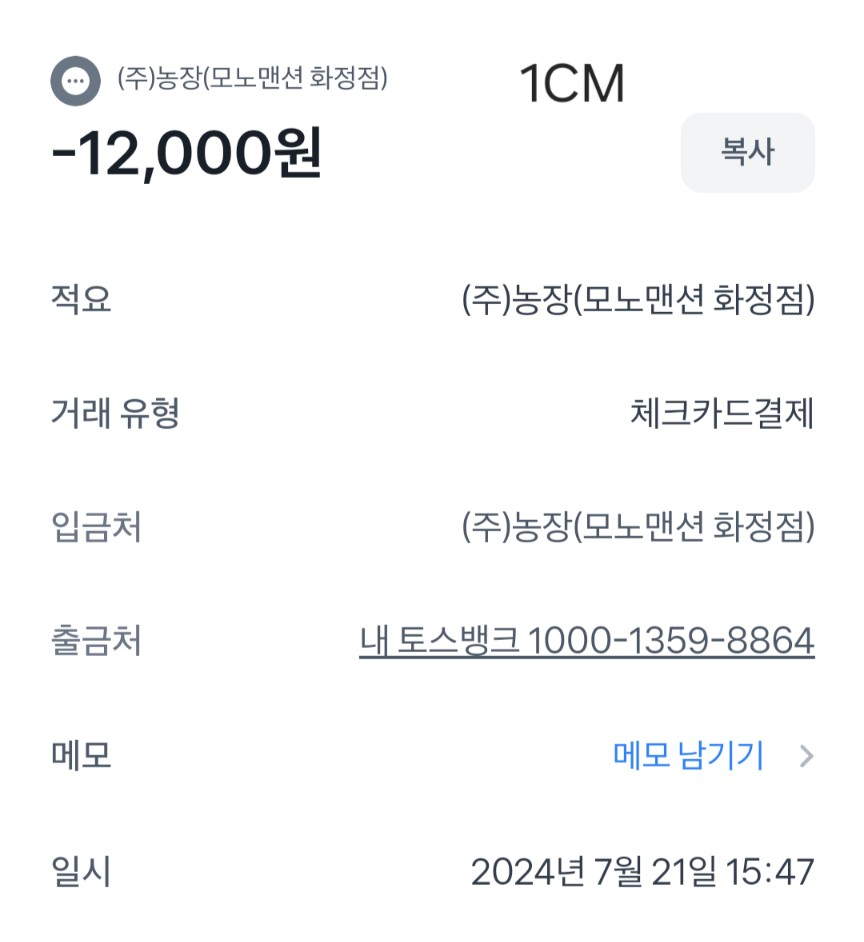 (주)농장(모노맨션 화정점)
1CM
-12,000원
복사
적요 (주)농장(모노맨션 화정점)
거래 유형 체크카드결제
입금처 (주)농장(모노맨션 화정점)
출금처 내 토스뱅크 1000-1359-8864
메모 메모 남기기
일시 2024년 7월 21일 15:47